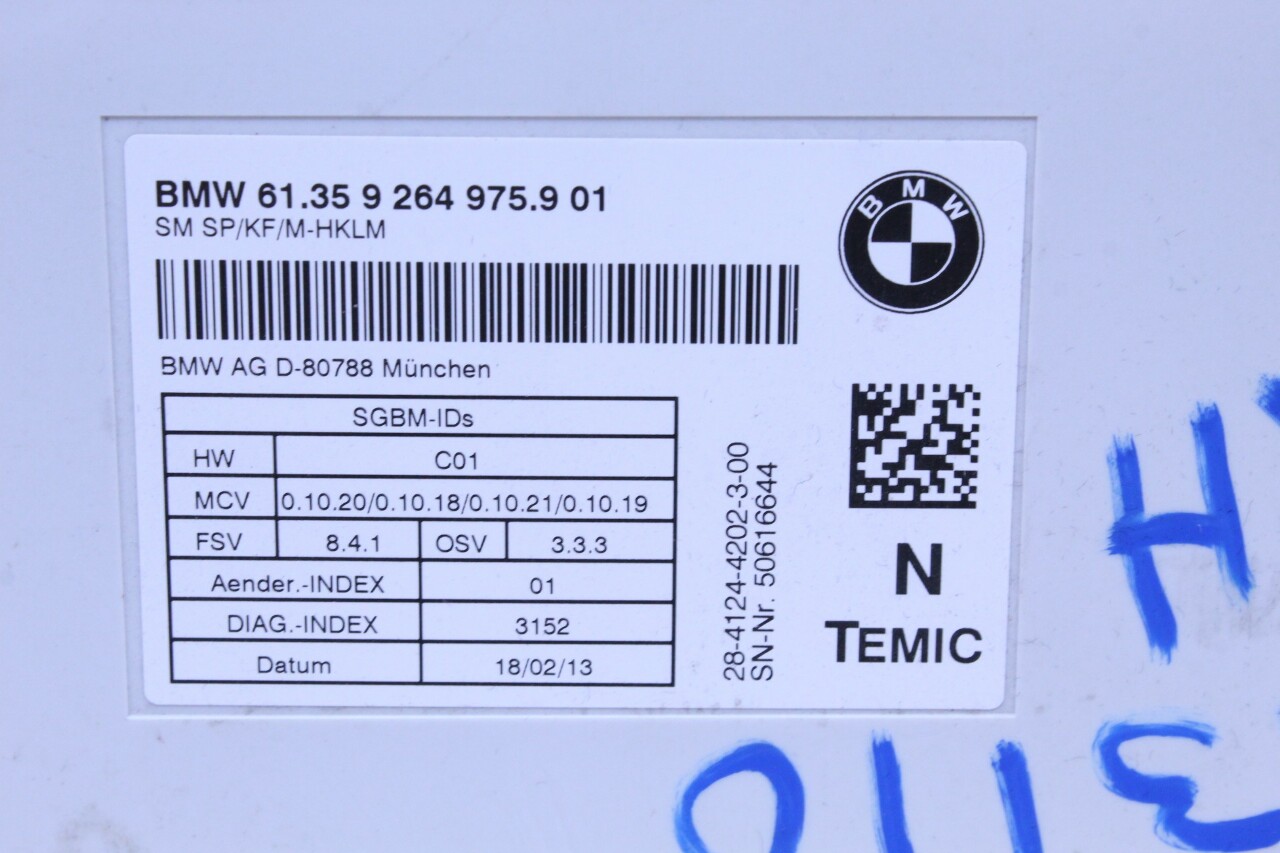 BMW 61.35 9 264 975.9 01
SM SP/KF/M-HKLM
BMW
BMW AG D-80788 München
SGBM-IDs
HW C01
MCV 0.10.20/0.10.18/0.10.21/0.10.19
FSV 8.4.1 OSV 3.3.3
Aender.-INDEX 01
DIAG.-INDEX 3152
Datum 18/02/13
28-4124-4202-3-00
SN-Nr. 50616644
N
TEMIC
H